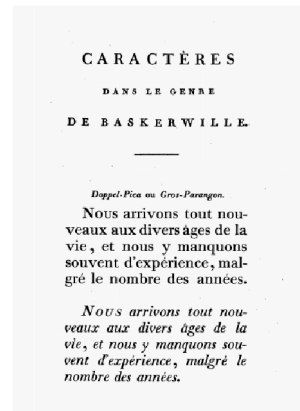 CARACTÈRES
DANS LE GENRE
DE BASKERWILLE.
Doppel-Pica ou Gros-Parangon.
Nous arrivons tout nou-
veaux aux divers âges de la
vie, et nous y manquons
souvent d'expérience, mal-
gré le nombre des années.
Nous arrivons tout nou-
veaux aux divers âges de la
vie, et nous y manquons sou-
vent d'expérience, malgré le
nombre des années.